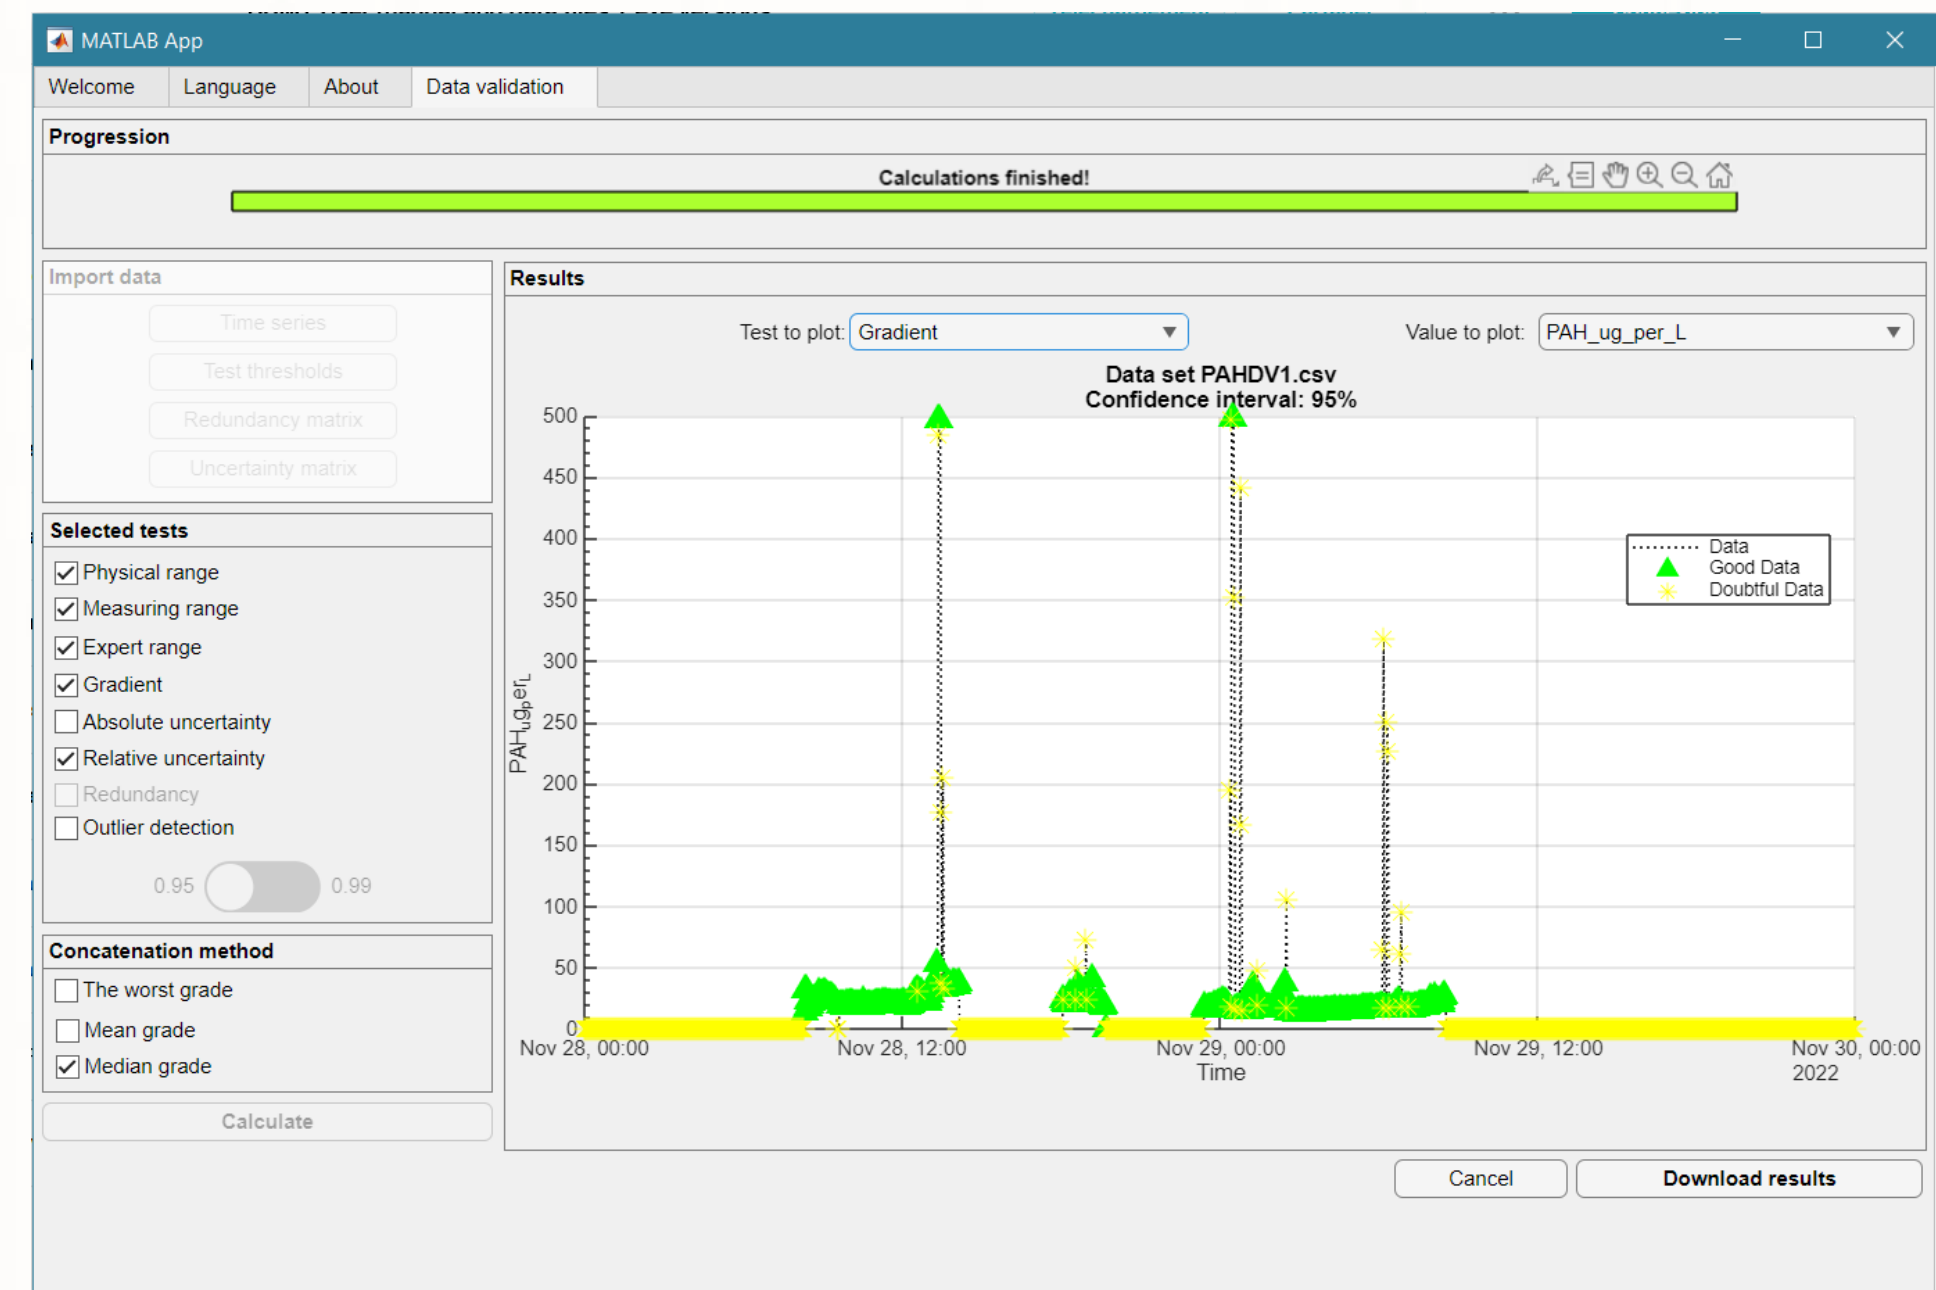 MATLAB App
Welcome Language About Data validation
Progression
Calculations finished!
Import data
Time series
Test thresholds
Redundancy matrix
Uncertainty matrix
Selected tests
Physical range
Measuring range
Expert range
Gradient
Absolute uncertainty
Relative uncertainty
Redundancy
Outlier detection
0.95 0.99
Concatenation method
The worst grade
Mean grade
Median grade
Calculate
Results
Test to plot: Gradient
Value to plot: PAH_ug_per_L
Data set PAHDV1.csv
Confidence interval: 95%
500
450
400
350
300
250
200
150
100
50
0
PAHugperL
Data
Good Data
Doubtful Data
Nov 28, 00:00 Nov 28, 12:00 Nov 29, 00:00 Nov 29, 12:00 Nov 30, 00:00
Time 2022
Cancel Download results